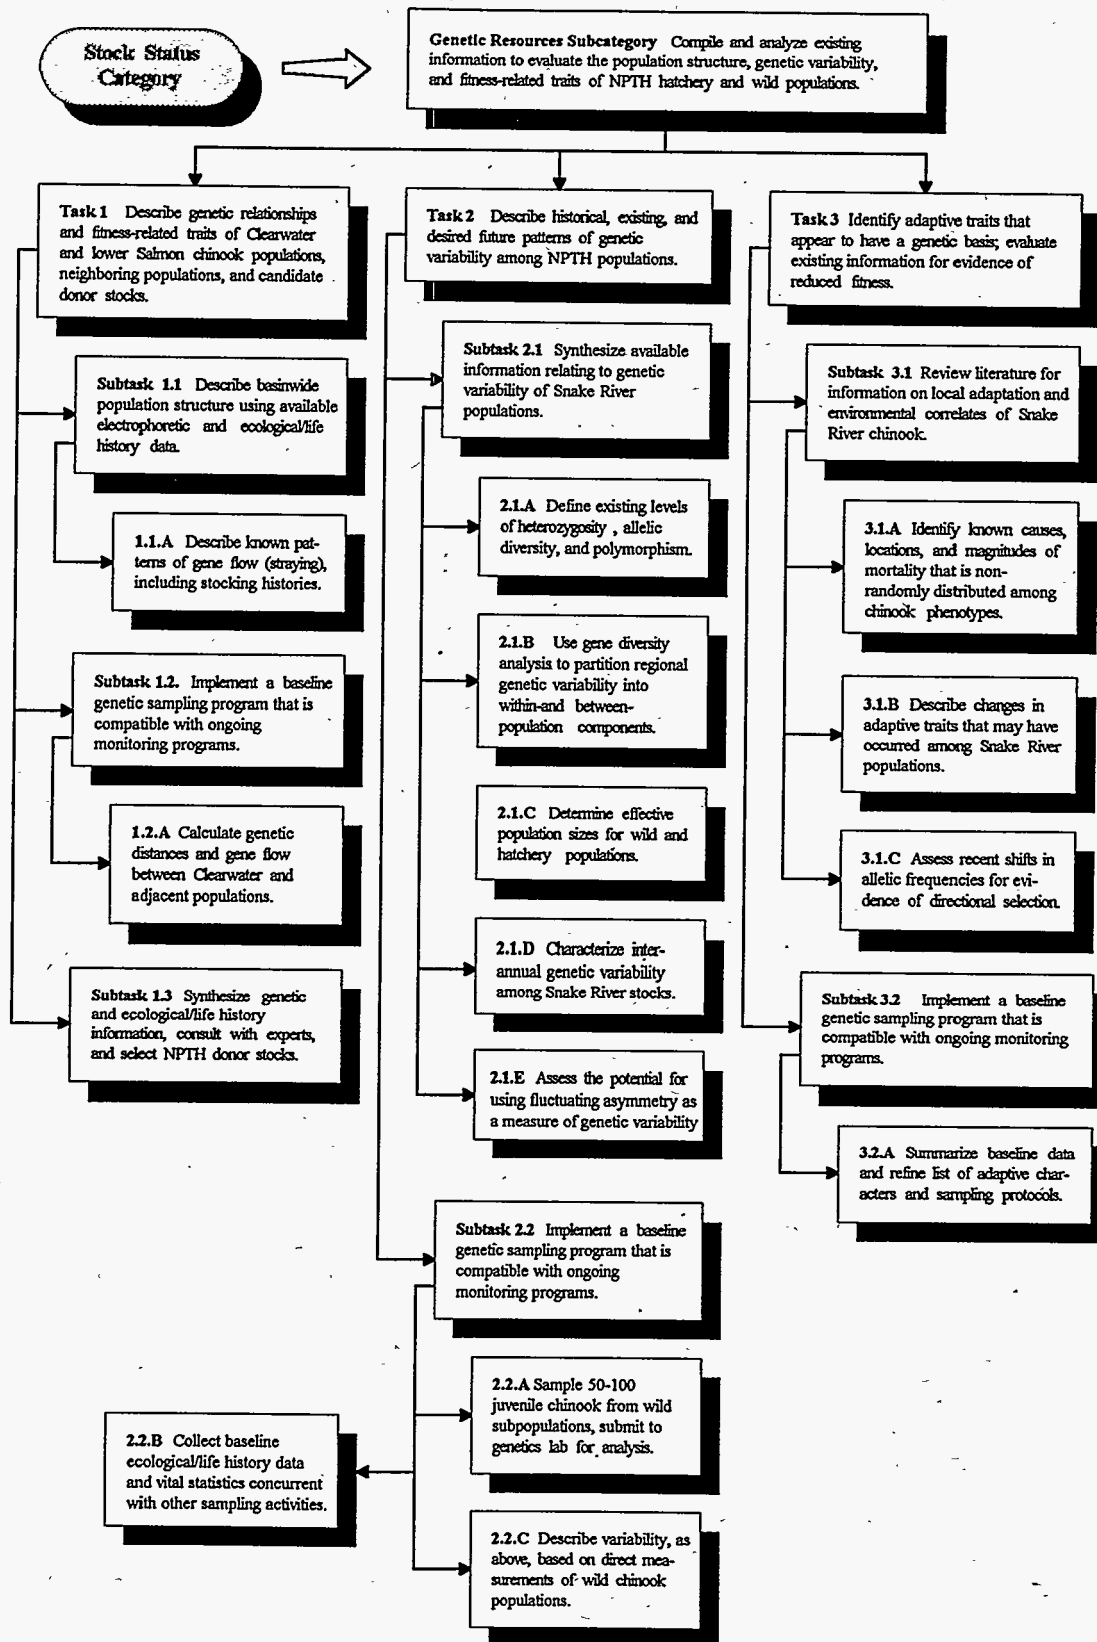 Stock Status
Category
Genetic Resources Subcategory Compile and analyze existing
information to evaluate the population structure, genetic variability,
and fitness-related traits of NPTH hatchery and wild populations.
Task 1 Describe genetic relationships
and fitness-related traits of Clearwater
and lower Salmon chinook populations,
neighboring populations, and candidate
donor stocks.
Subtask 1.1 Describe basinwide
population structure using available
electrophoretic and ecological/life
history data.
1.1.A Describe known pat-
terns of gene flow (straying),
including stocking histories.
Subtask 1.2. Implement a baseline
genetic sampling program that is
compatible with ongoing
monitoring programs.
1.2.A Calculate genetic
distances and gene flow
between Clearwater and
adjacent populations.
Subtask 1.3 Synthesize genetic
and ecological/life history
information, consult with experts,
and select NPTH donor stocks.
Task 2 Describe historical, existing, and
desired future patterns of genetic
variability among NPTH populations.
Subtask 2.1 Synthesize available
information relating to genetic
variability of Snake River
populations.
2.1.A Define existing levels
of heterozygosity , allelic
diversity, and polymorphism.
2.1.B Use gene diversity
analysis to partition regional
genetic variability into
within-and between-
population components.
2.1.C Determine effective
population sizes for wild and
hatchery populations.
2.1.D Characterize inter-
annual genetic variability
among Snake River stocks.
2.1.E Assess the potential for
using fluctuating asymmetry as
a measure of genetic variability
Subtask 2.2 Implement a baseline
genetic sampling program that is
compatible with ongoing
monitoring programs.
2.2.A Sample 50-100
juvenile chinook from wild
subpopulations, submit to
genetics lab for analysis.
2.2.B Collect baseline
ecological/life history data
and vital statistics concurrent
with other sampling activities.
2.2.C Describe variability, as
above, based on direct mea-
surements of wild chinook
populations.
Task 3 Identify adaptive traits that
appear to have a genetic basis; evaluate
existing information for evidence of
reduced fitness.
Subtask 3.1 Review literature for
information on local adaptation and
environmental correlates of Snake
River chinook.
3.1.A Identify known causes,
locations, and magnitudes of
mortality that is non-
randomly distributed among
chinook phenotypes.
3.1.B Describe changes in
adaptive traits that may have
occurred among Snake River
populations.
3.1.C Assess recent shifts in
allelic frequencies for evi-
dence of directional selection.
Subtask 3.2 Implement a baseline
genetic sampling program that is
compatible with ongoing monitoring
programs.
3.2.A Summarize baseline data
and refine list of adaptive char-
acters and sampling protocols.